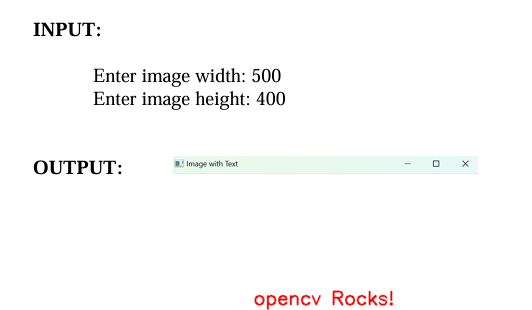 INPUT:
Enter image width: 500
Enter image height: 400
OUTPUT:
Image with Text
opencv Rocks!